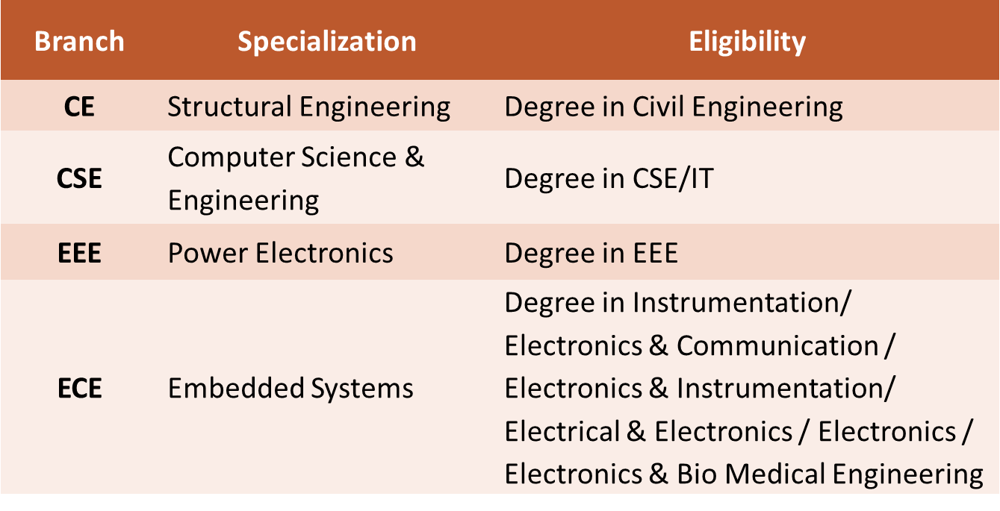 Branch Specialization Eligibility
CE Structural Engineering Degree in Civil Engineering
CSE Computer Science &
Engineering Degree in CSE/IT
EEE Power Electronics Degree in EEE
ECE Embedded Systems Degree in Instrumentation/
Electronics & Communication /
Electronics & Instrumentation/
Electrical & Electronics / Electronics /
Electronics & Bio Medical Engineering